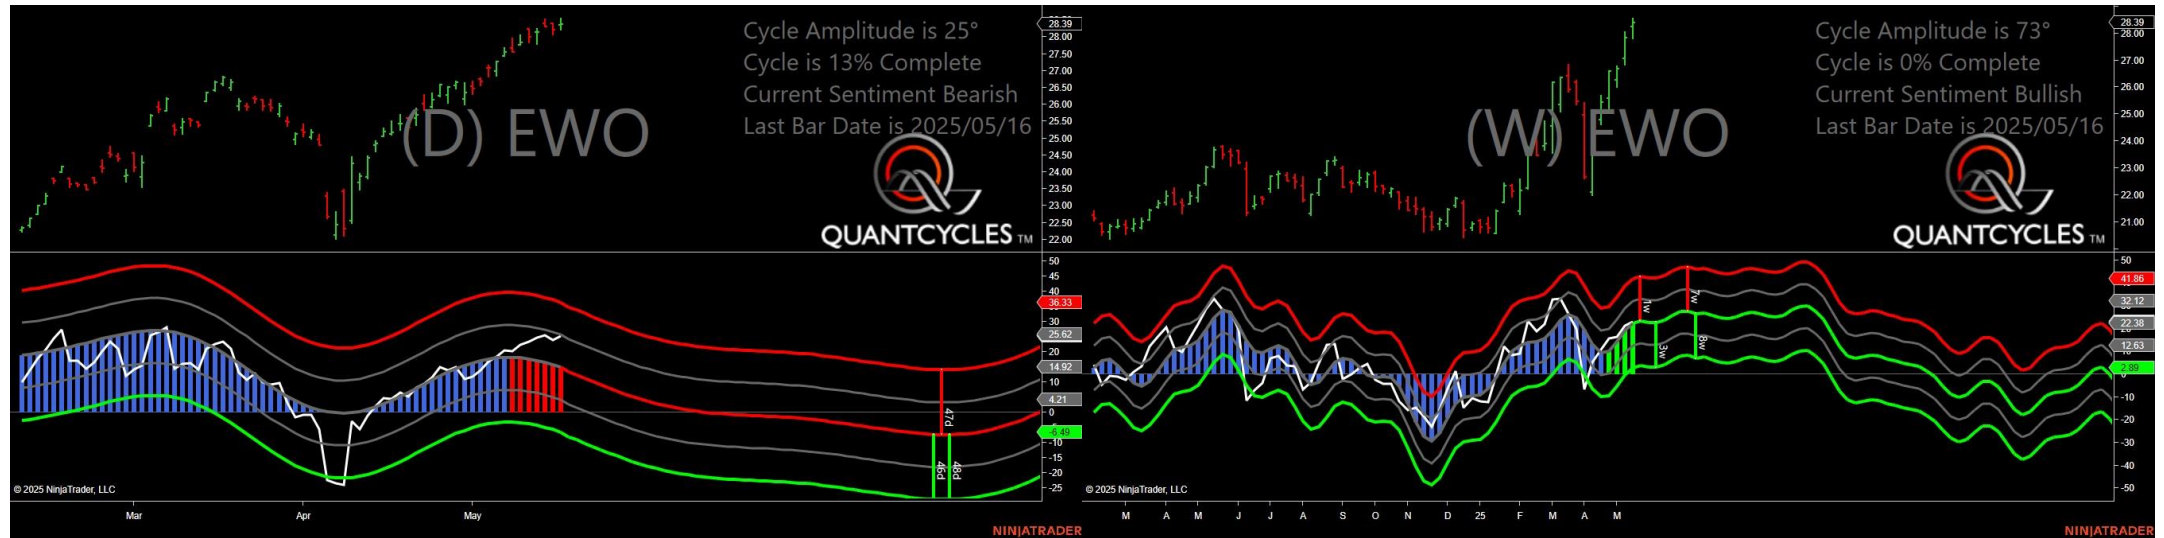 Cycle Amplitude is 25°
Cycle is 13% Complete
Current Sentiment Bearish
Last Bar Date is 2025/05/16
(D) EWO
QUANTCYCLES TM
28.39
28.00
27.50
27.00
26.50
26.00
25.50
25.00
24.50
24.00
23.50
23.00
22.50
22.00
50
45
40
36.33
30
25.62
20
14.92
10
4.21
0
-6.49
-10
-15
-20
-25
47d
46d
48d
© 2025 NinjaTrader, LLC
Mar
Apr
May
NINJATRADER
Cycle Amplitude is 73°
Cycle is 0% Complete
Current Sentiment Bullish
Last Bar Date is 2025/05/16
(W) EWO
QUANTCYCLES TM
28.39
28.00
27.00
26.00
25.00
24.00
23.00
22.00
21.00
50
41.86
32.12
22.38
12.63
2.89
-10
-20
-30
-40
-50
1w
3w
7w
8w
© 2025 NinjaTrader, LLC
M A M J J A S O N D 25 F M A M
NINJATRADER